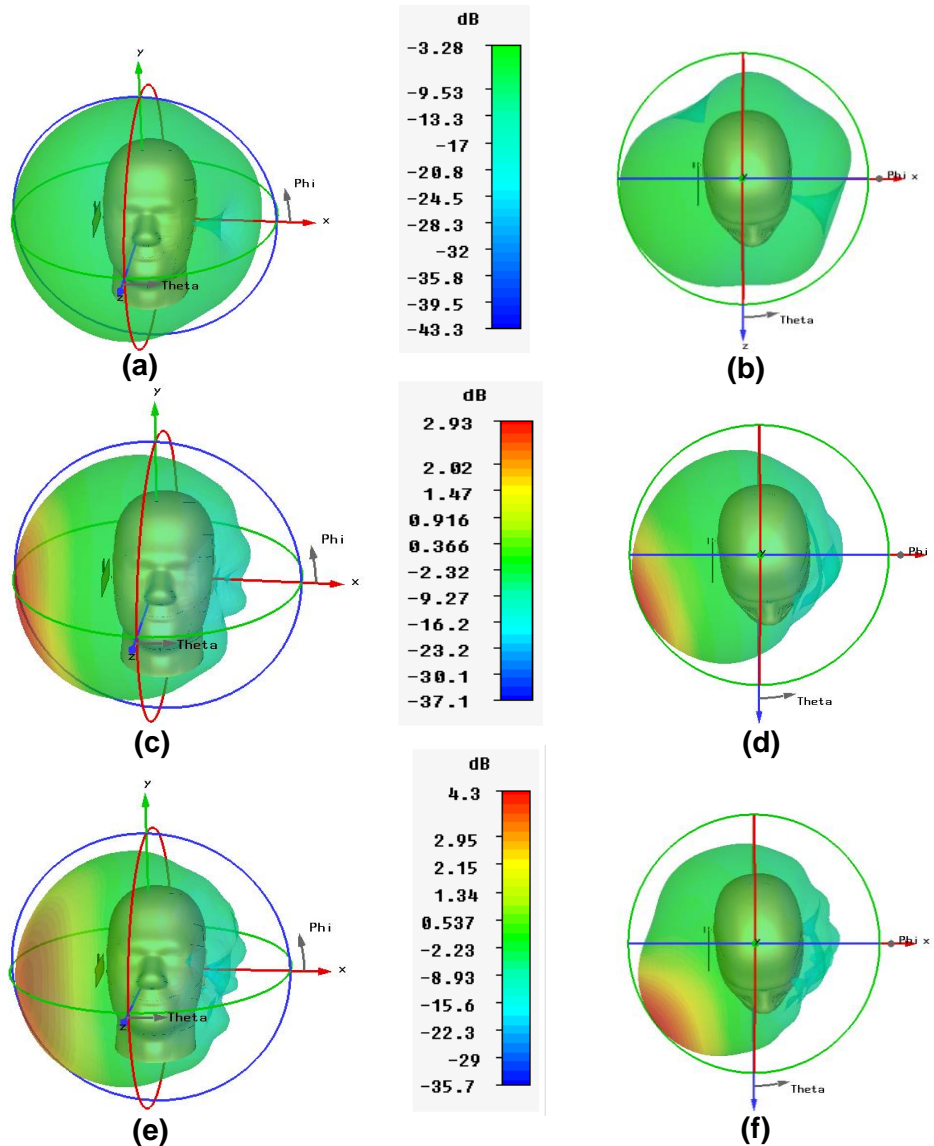 dB
-3.28
-9.53
-13.3
-17
-20.8
-24.5
-28.3
-32
-35.8
-39.5
-43.3
y
Phi
x
z
Theta
(a)
y
Phi x
Theta
z
(b)
dB
2.93
2.02
1.47
0.916
0.366
-2.32
-9.27
-16.2
-23.2
-30.1
-37.1
y
Phi
x
z
Theta
(c)
y
Phi
Theta
(d)
dB
4.3
2.95
2.15
1.34
0.537
-2.23
-8.93
-15.6
-22.3
-29
-35.7
y
Phi
x
z
Theta
(e)
y
Phi x
Theta
(f)